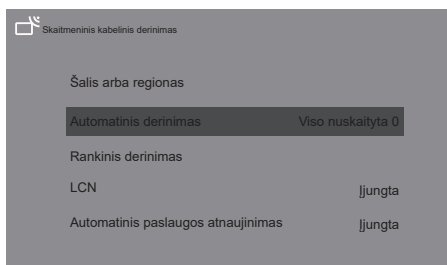 Skaitmeninis kabelinis derinimas
Šalis arba regionas
Automatinis derinimas Viso nuskaityta 0
Rankinis derinimas
LCN Įjungta
Automatinis paslaugos atnaujinimas Įjungta